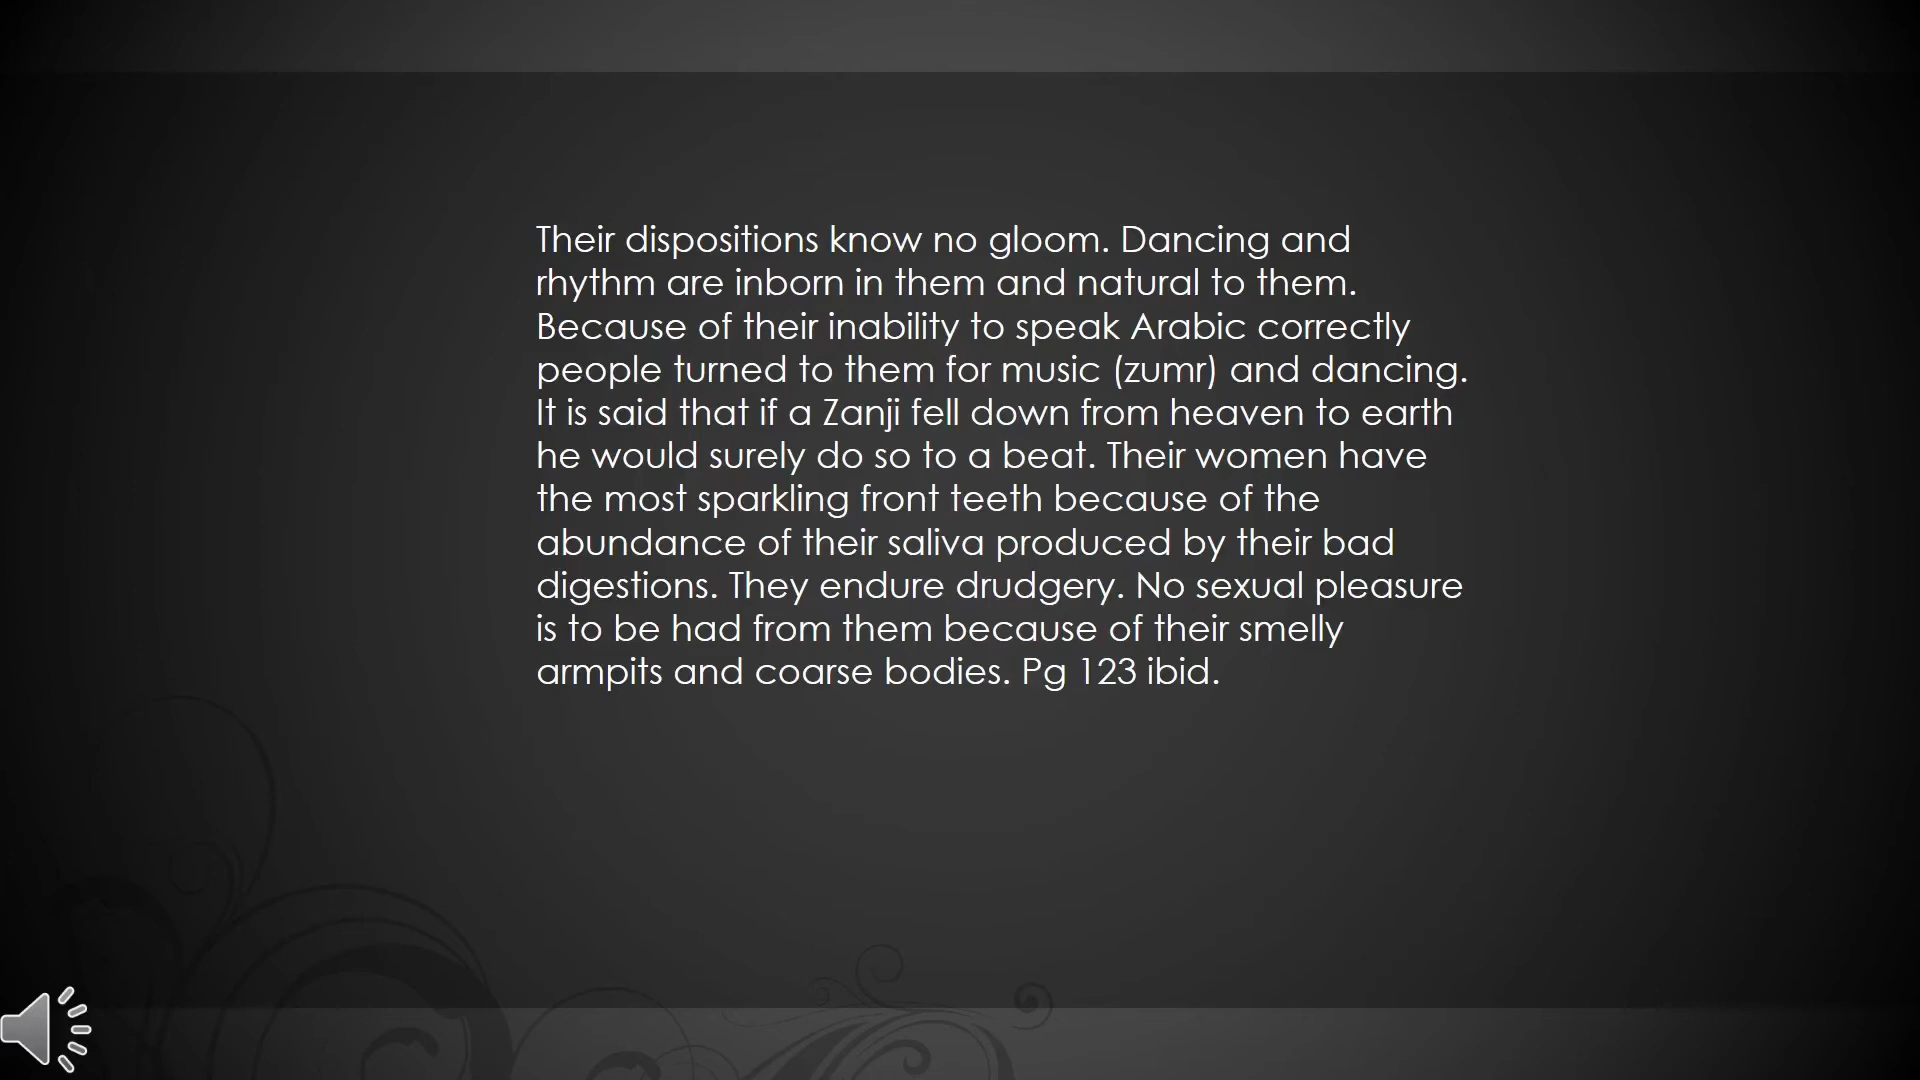 Their dispositions know no gloom. Dancing and
rhythm are inborn in them and natural to them.
Because of their inability to speak Arabic correctly
people turned to them for music (zumr) and dancing.
It is said that if a Zanji fell down from heaven to earth
he would surely do so to a beat. Their women have
the most sparkling front teeth because of the
abundance of their saliva produced by their bad
digestions. They endure drudgery. No sexual pleasure
is to be had from them because of their smelly
armpits and coarse bodies. Pg 123 ibid.